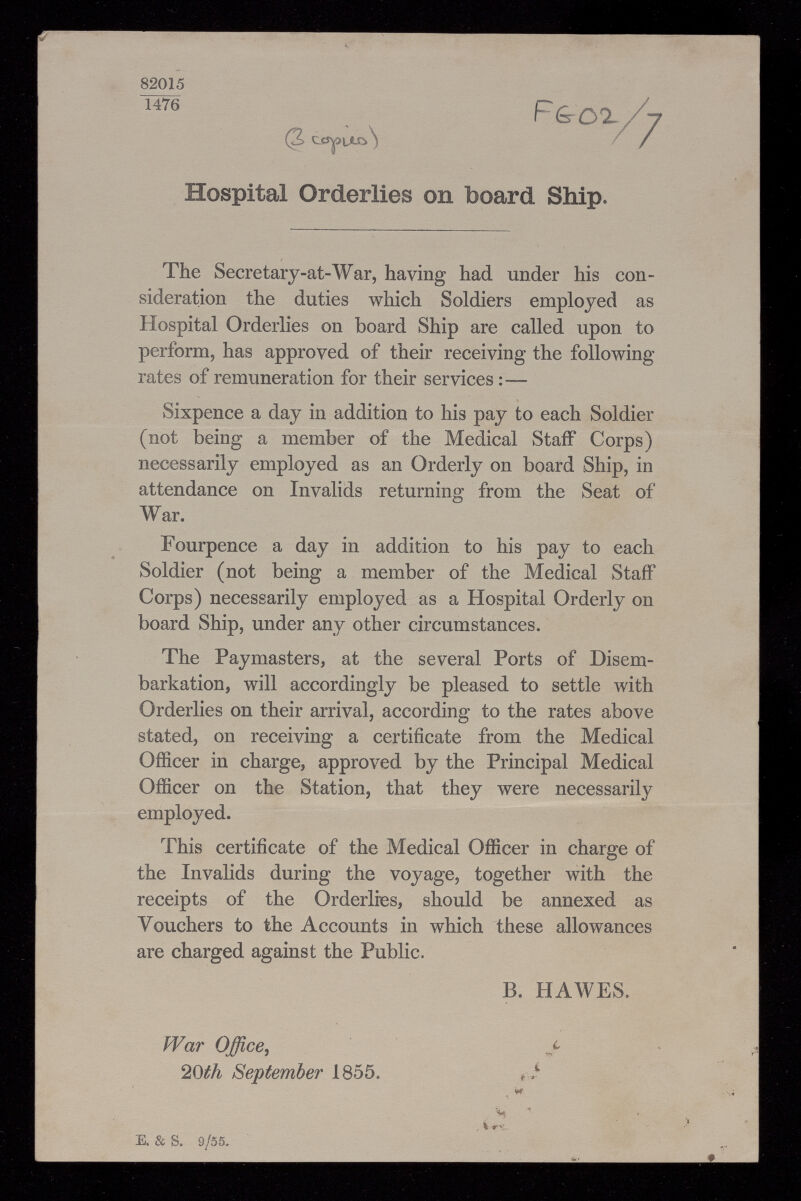 82015
1476
FG02/7
(3 copies)
Hospital Orderlies on board Ship.
The Secretary-at-War, having had under his con-
sideration the duties which Soldiers employed as
Hospital Orderlies on board Ship are called upon to
perform, has approved of their receiving the following
rates of remuneration for their services:—
Sixpence a day in addition to his pay to each Soldier
(not being a member of the Medical Staff Corps)
necessarily employed as an Orderly on board Ship, in
attendance on Invalids returning from the Seat of
War.
Fourpence a day in addition to his pay to each
Soldier (not being a member of the Medical Staff
Corps) necessarily employed as a Hospital Orderly on
board Ship, under any other circumstances.
The Paymasters, at the several Ports of Disem-
barkation, will accordingly be pleased to settle with
Orderlies on their arrival, according to the rates above
stated, on receiving a certificate from the Medical
Officer in charge, approved by the Principal Medical
Officer on the Station, that they were necessarily
employed.
This certificate of the Medical Officer in charge of
the Invalids during the voyage, together with the
receipts of the Orderlies, should be annexed as
Vouchers to the Accounts in which these allowances
are charged against the Public.
B. HAWES.
War Office,
20th September 1855.
E. & S. 9/55.